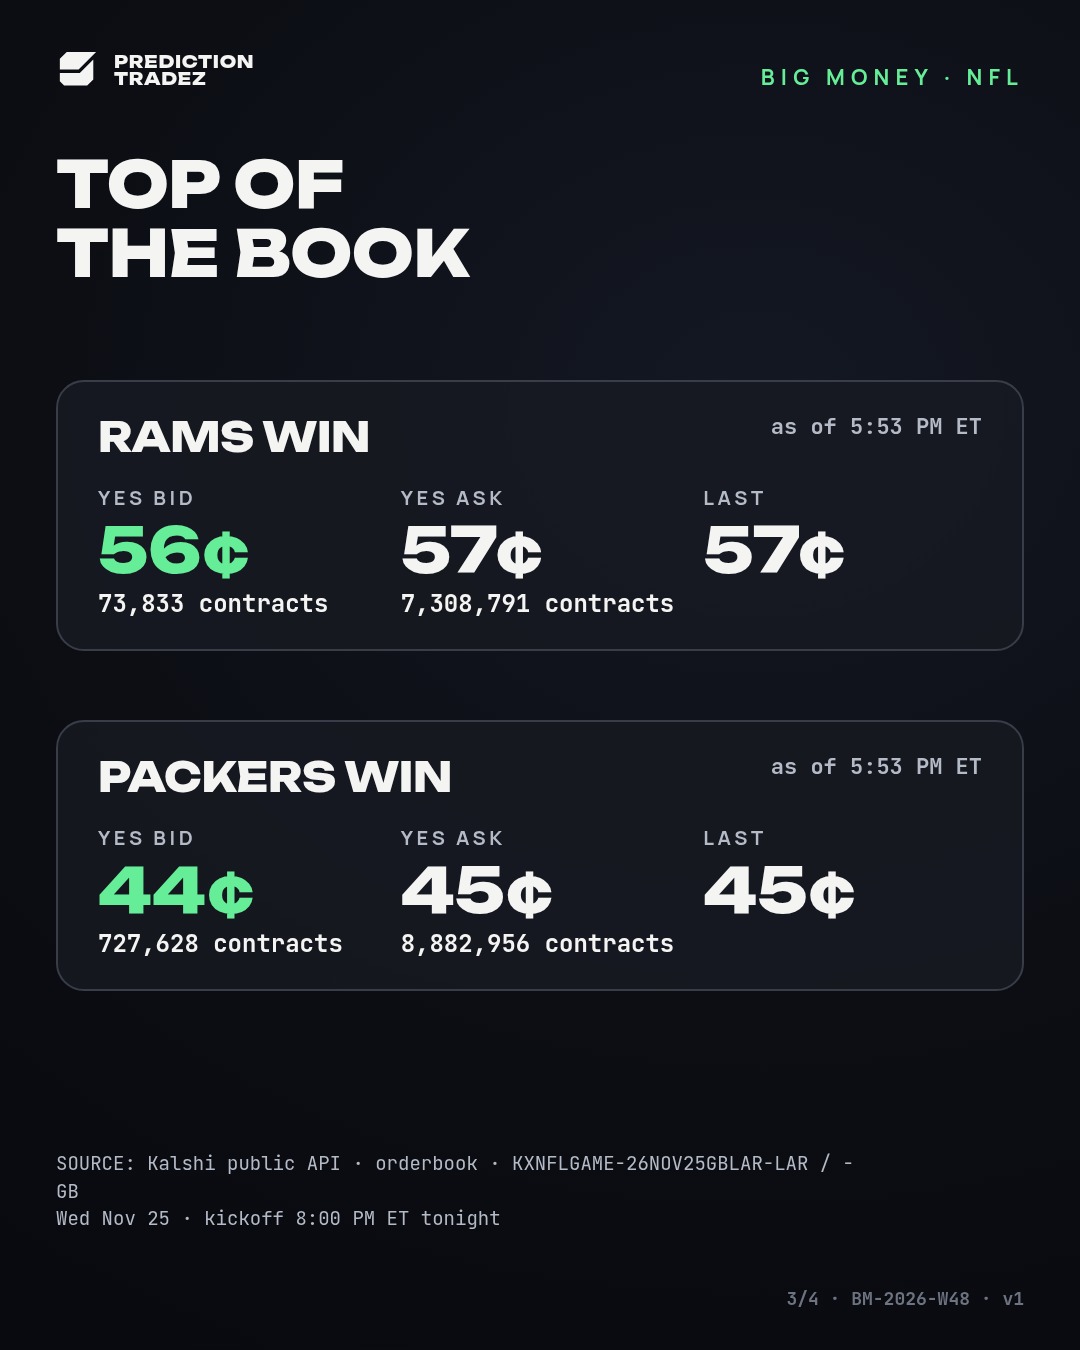 PREDICTION
TRADEZ
BIG MONEY · NFL
TOP OF
THE BOOK
RAMS WIN
as of 5:53 PM ET
YES BID
YES ASK
LAST
56¢
57¢
57¢
73,833 contracts
7,308,791 contracts
PACKERS WIN
as of 5:53 PM ET
YES BID
YES ASK
LAST
44¢
45¢
45¢
727,628 contracts
8,882,956 contracts
SOURCE: Kalshi public API · orderbook · KXNFLGAME-26NOV25GBLAR-LAR / -
GB
Wed Nov 25 · kickoff 8:00 PM ET tonight
3/4 · BM-2026-W48 · v1